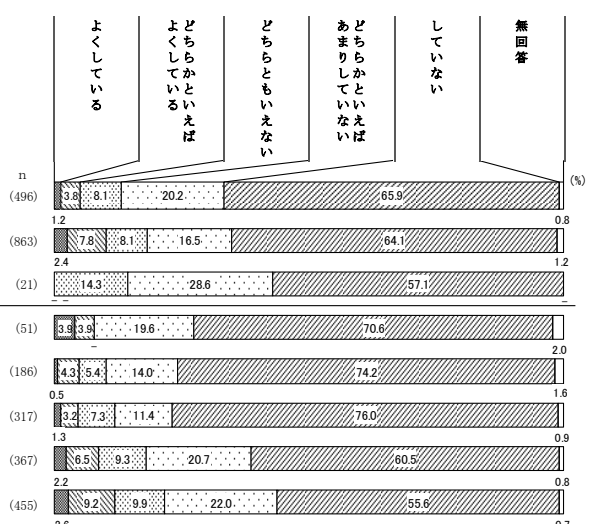 よくしている
どちらかといえば
よくしている
どちらともいえない
どちらかといえば
あまりしていない
していない
無回答
n
(%)
(496) 3.8 8.1 20.2 65.9
1.2 0.8
(863) 7.8 8.1 16.5 64.1
2.4 1.2
(21) 14.3 28.6 57.1
– – –
(51) 3.9 3.9 19.6 70.6
– 2.0
(186) 4.3 5.4 14.0 74.2
0.5 1.6
(317) 3.2 7.3 11.4 76.0
1.3 0.9
(367) 6.5 9.3 20.7 60.5
2.2 0.8
(455) 9.2 9.9 22.0 55.6